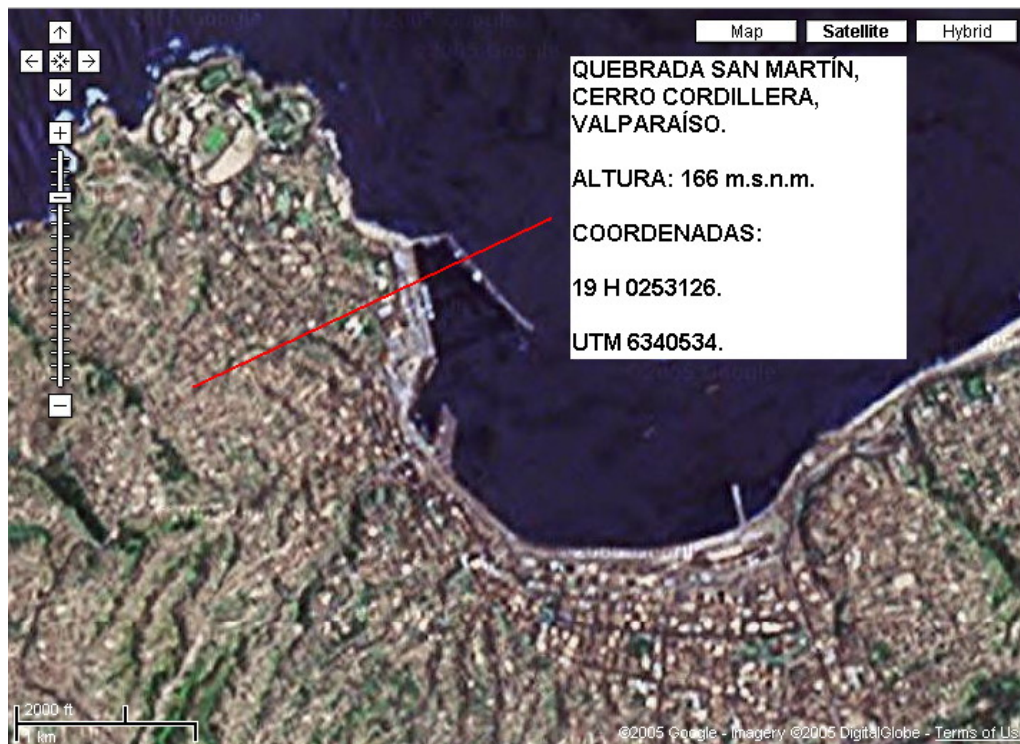 Map Satellite Hybrid
QUEBRADA SAN MARTÍN,
CERRO CORDILLERA,
VALPARAÍSO.
ALTURA: 166 m.s.n.m.
COORDENADAS:
19 H 0253126.
UTM 6340534.
2000 ft
1 km
©2005 Google - Imagery ©2005 DigitalGlobe - Terms of Us